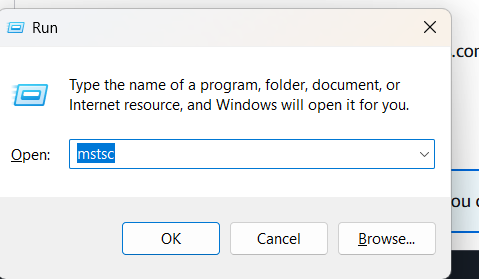 Run
.com
Type the name of a program, folder, document, or
Internet resource, and Windows will open it for you.
Open: mstsc
ou c
OK Cancel Browse...